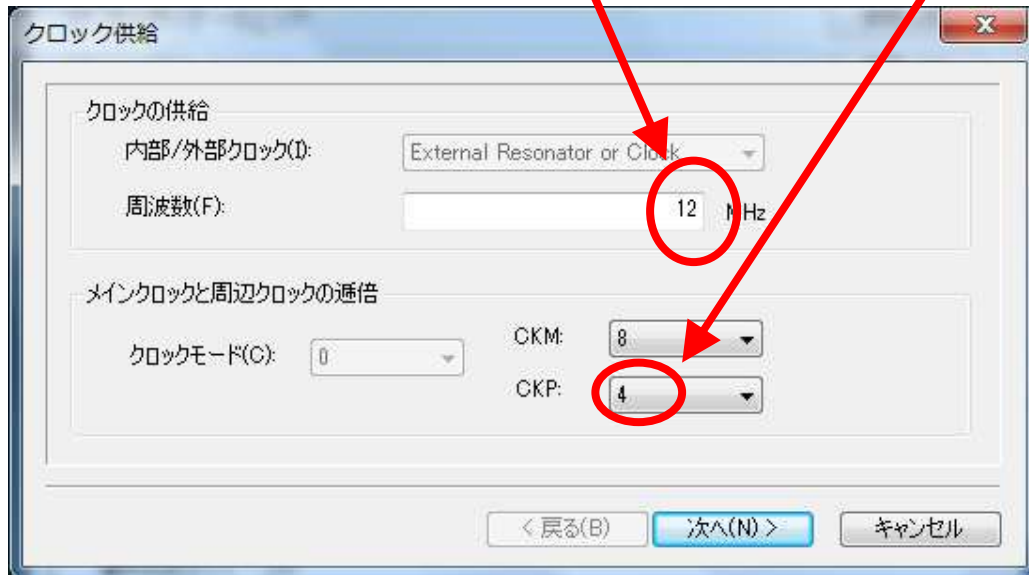 クロック供給
クロックの供給
内部/外部クロック(I):
External Resonator or Clock
周波数(F):
12 MHz
メインクロックと周辺クロックの逓倍
クロックモード(C):
0
CKM:
8
CKP:
4
< 戻る(B)
次へ(N) >
キャンセル